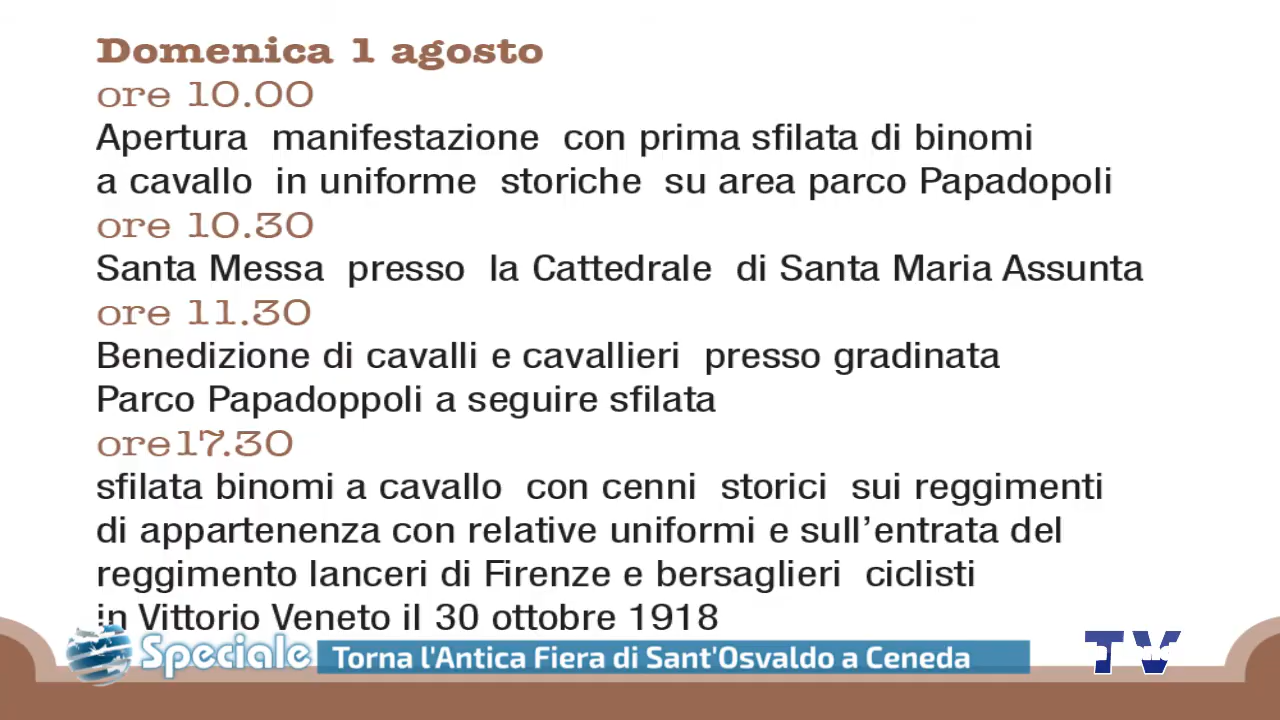 Domenica 1 agosto
ore 10.00
Apertura manifestazione con prima sfilata di binomi
a cavallo in uniforme storiche su area parco Papadopoli
ore 10.30
Santa Messa presso la Cattedrale di Santa Maria Assunta
ore 11.30
Benedizione di cavalli e cavallieri presso gradinata
Parco Papadoppoli a seguire sfilata
ore17.30
sfilata binomi a cavallo con cenni storici sui reggimenti
di appartenenza con relative uniformi e sull'entrata del
reggimento lanceri di Firenze e bersaglieri ciclisti
in Vittorio Veneto il 30 ottobre 1918
Speciale Torna l'Antica Fiera di Sant'Osvaldo a Ceneda
TV